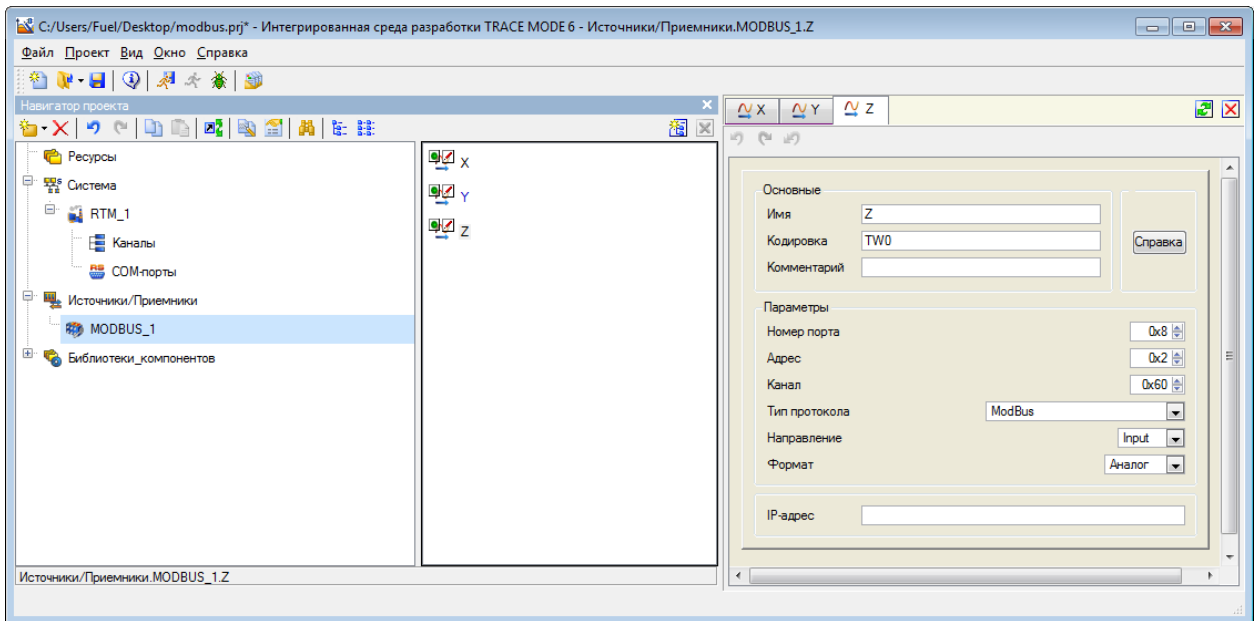 C:/Users/Fuel/Desktop/modbus.prj* - Интегрированная среда разработки TRACE MODE 6 - Источники/Приемники.MODBUS_1.Z
Файл Проект Вид Окно Справка
Навигатор проекта
Ресурсы
Система
RTM_1
Каналы
COM-порты
Источники/Приемники
MODBUS_1
Библиотеки_компонентов
X
Y
Z
X Y Z
Основные
Имя Z
Кодировка TW0
Комментарий
Справка
Параметры
Номер порта 0x8
Адрес 0x2
Канал 0x60
Тип протокола ModBus
Направление Input
Формат Аналог
IP-адрес
Источники/Приемники.MODBUS_1.Z